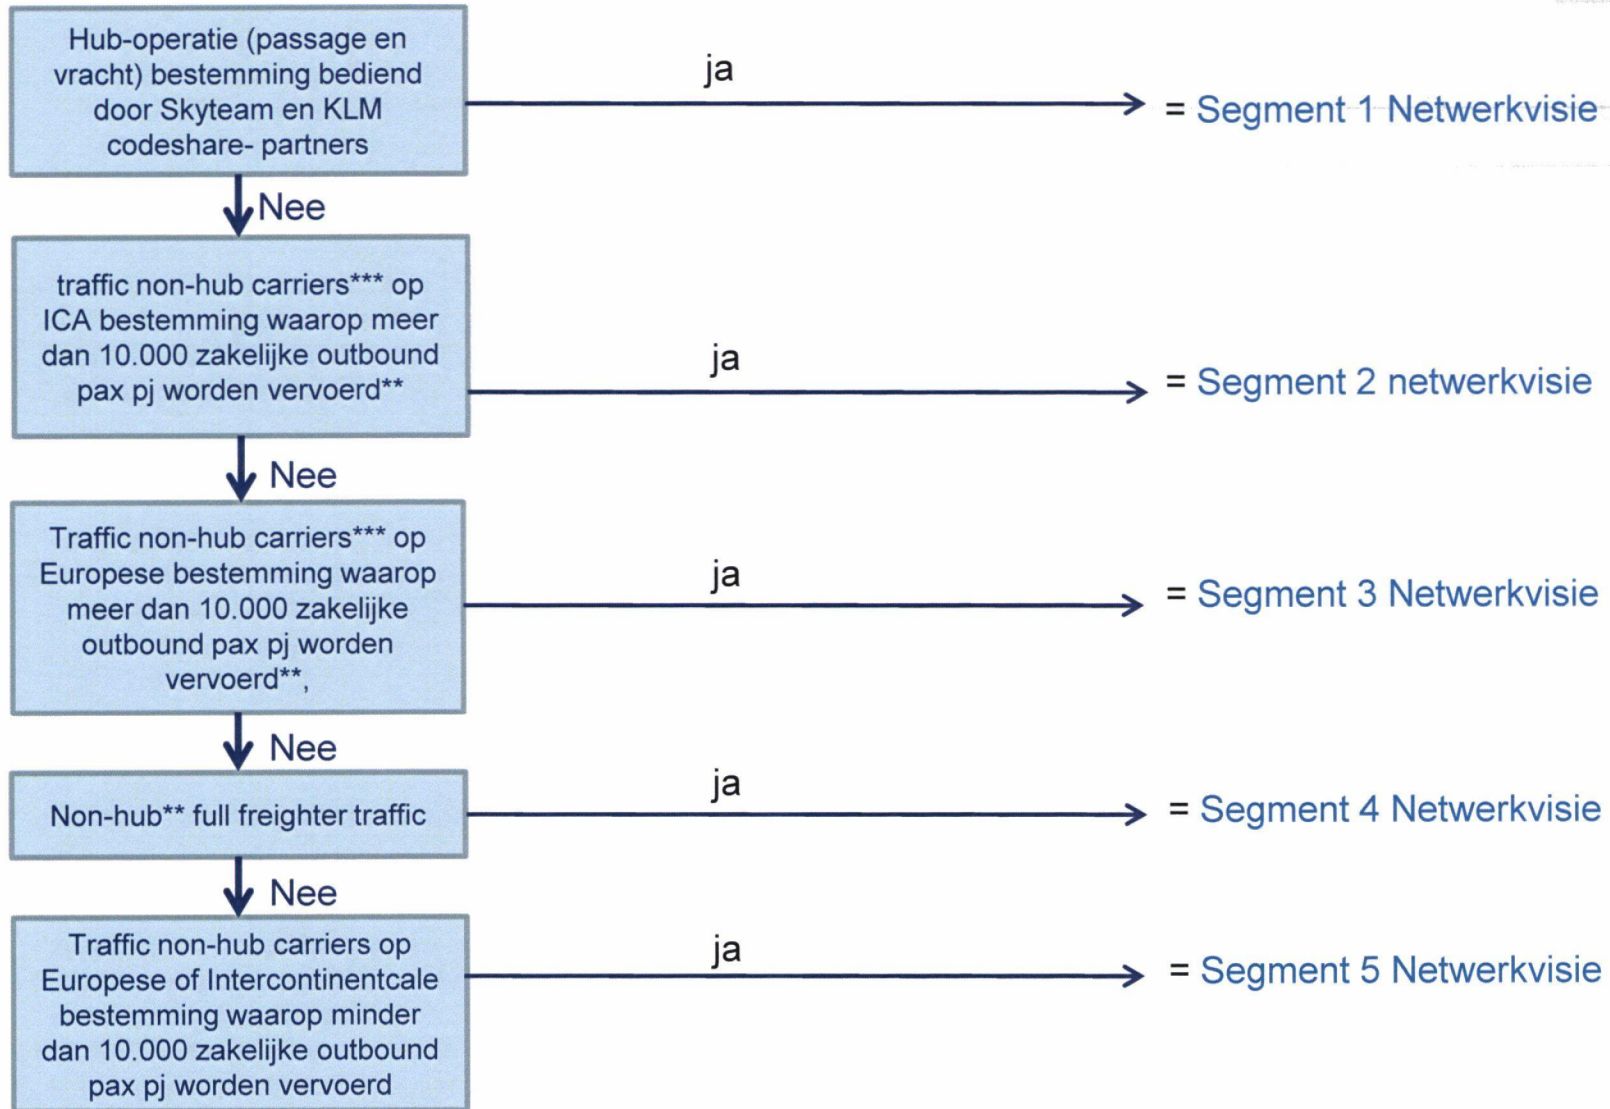 Hub-operatie (passage en
vracht) bestemming bediend
door Skyteam en KLM
codeshare- partners
ja
= Segment 1 Netwerkvisie
Nee
traffic non-hub carriers*** op
ICA bestemming waarop meer
dan 10.000 zakelijke outbound
pax pj worden vervoerd**
ja
= Segment 2 netwerkvisie
Nee
Traffic non-hub carriers*** op
Europese bestemming waarop
meer dan 10.000 zakelijke
outbound pax pj worden
vervoerd**,
ja
= Segment 3 Netwerkvisie
Nee
Non-hub** full freighter traffic
ja
= Segment 4 Netwerkvisie
Nee
Traffic non-hub carriers op
Europese of Intercontinentcale
bestemming waarop minder
dan 10.000 zakelijke outbound
pax pj worden vervoerd
ja
= Segment 5 Netwerkvisie